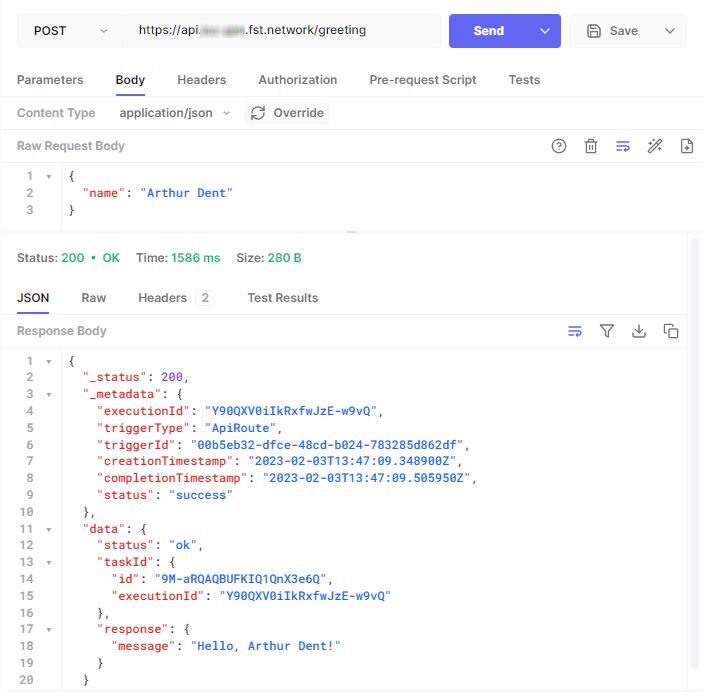 POST https://api. .fst.network/greeting Send Save
Parameters Body Headers Authorization Pre-request Script Tests
Content Type application/json Override
Raw Request Body
1 {
2 "name": "Arthur Dent"
3 }
Status: 200 • OK Time: 1586 ms Size: 280 B
JSON Raw Headers 2 Test Results
Response Body
1 {
2 "_status": 200,
3 "_metadata": {
4 "executionId": "Y90QXV0iIkRxfwJzE-w9vQ",
5 "triggerType": "ApiRoute",
6 "triggerId": "00b5eb32-dfce-48cd-b024-783285d862df",
7 "creationTimestamp": "2023-02-03T13:47:09.348900Z",
8 "completionTimestamp": "2023-02-03T13:47:09.505950Z",
9 "status": "success"
10 },
11 "data": {
12 "status": "ok",
13 "taskId": {
14 "id": "9M-aRQAQBUFKIQ1QnX3e6Q",
15 "executionId": "Y90QXV0iIkRxfwJzE-w9vQ"
16 },
17 "response": {
18 "message": "Hello, Arthur Dent!"
19 }
20 }